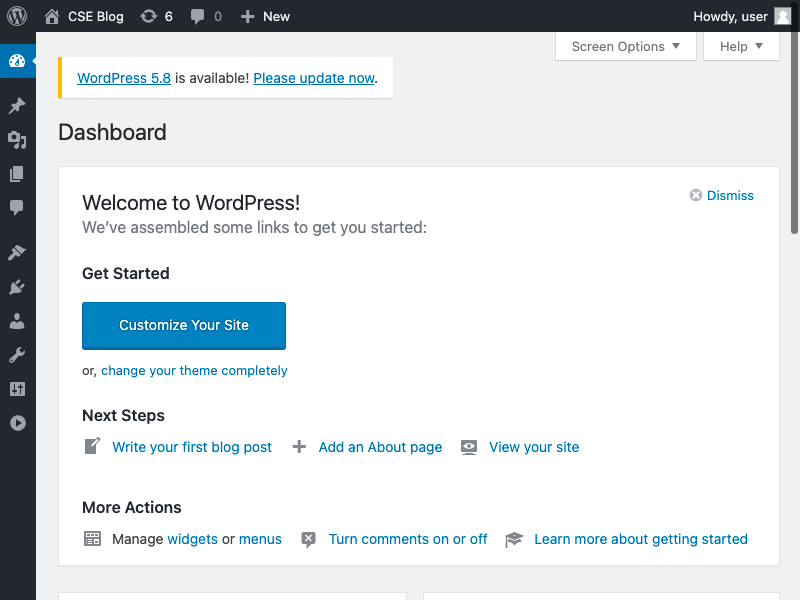 CSE Blog 6 0 New Howdy, user
Screen Options Help
WordPress 5.8 is available! Please update now.
Dashboard
Welcome to WordPress!
Dismiss
We've assembled some links to get you started:
Get Started
Customize Your Site
or, change your theme completely
Next Steps
Write your first blog post Add an About page View your site
More Actions
Manage widgets or menus Turn comments on or off Learn more about getting started